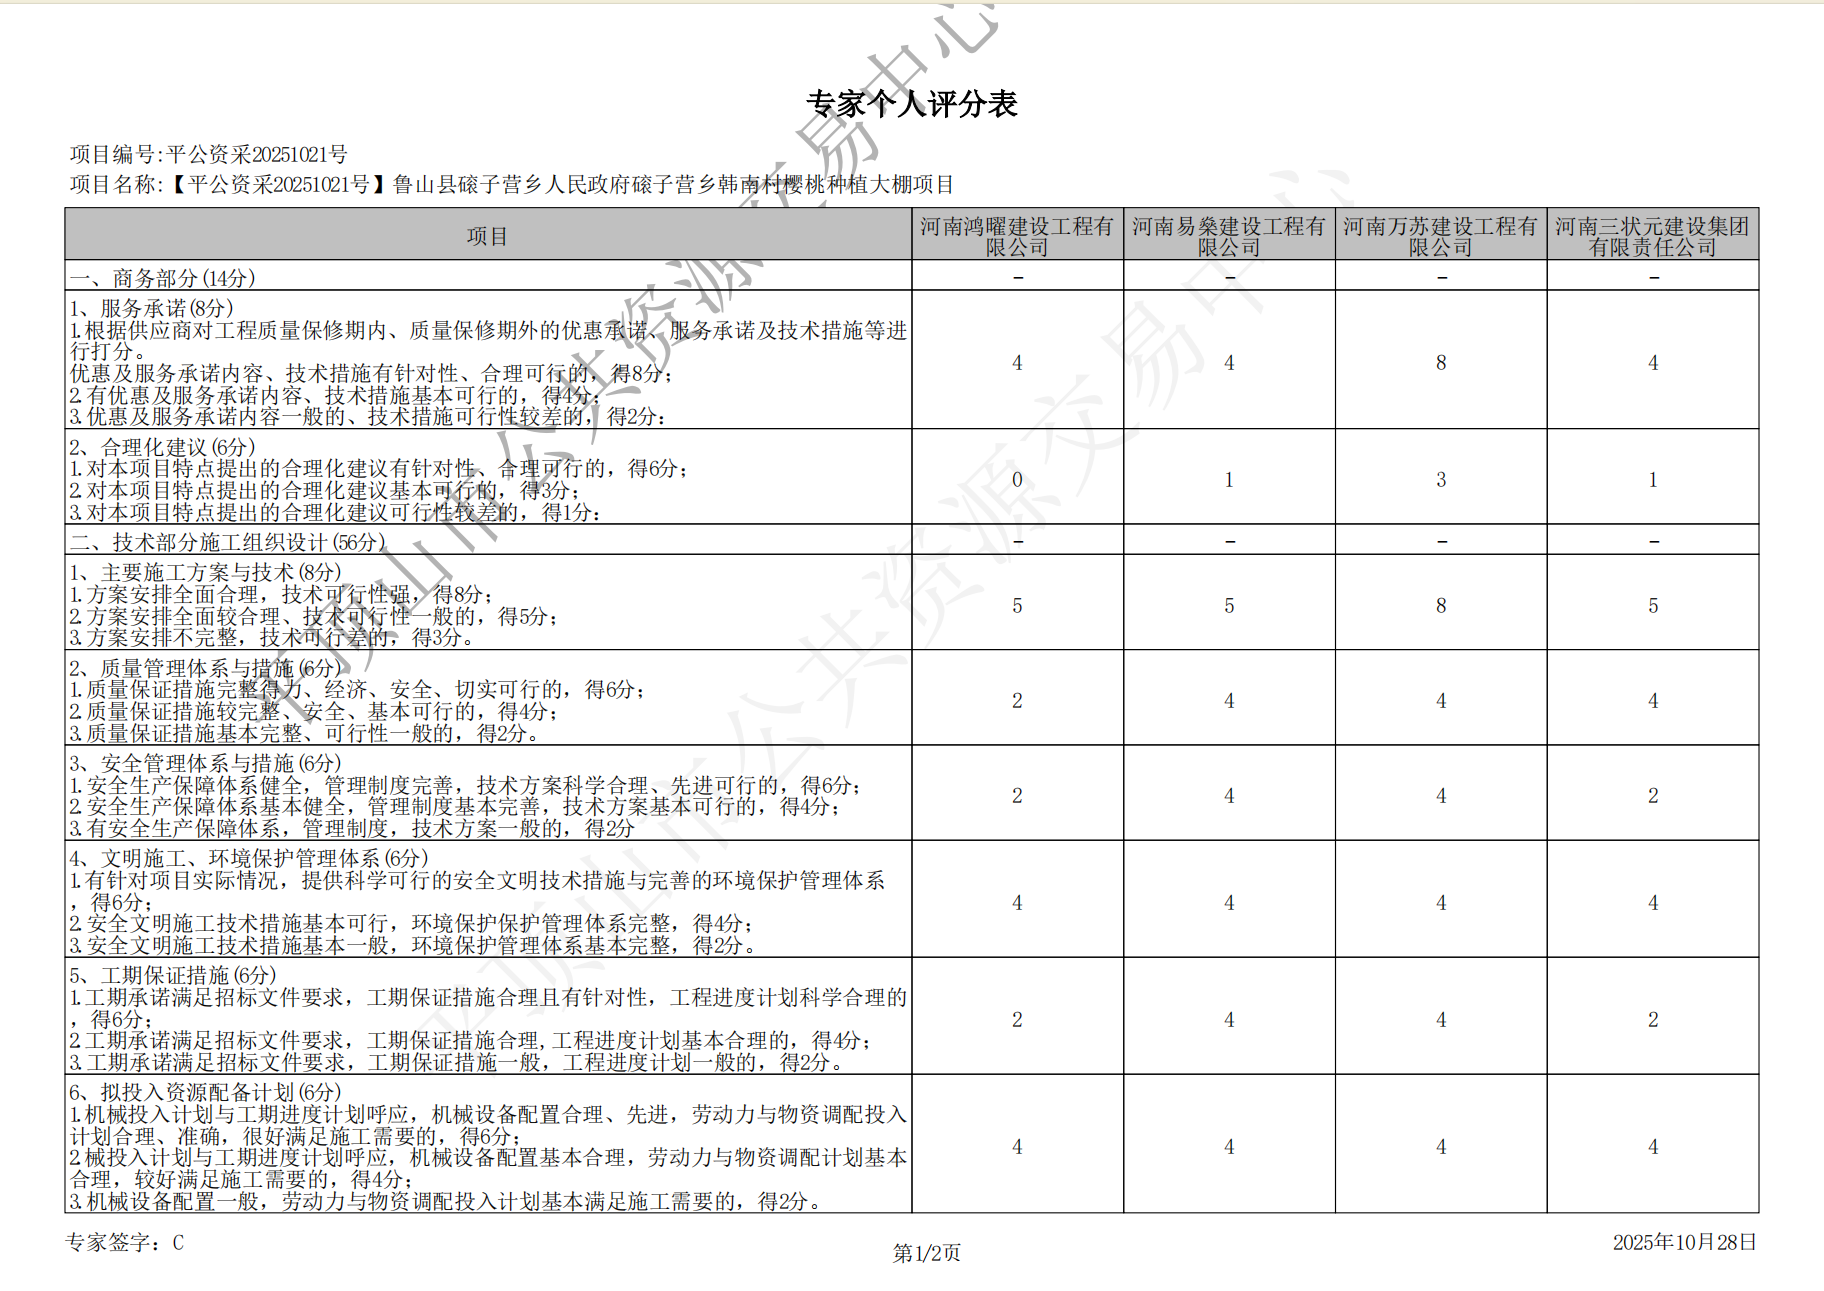 专家个人评分表
项目编号:平公资采20251021号
项目名称:【平公资采20251021号】鲁山县磙子营乡人民政府磙子营乡韩南村樱桃种植大棚项目
项目
河南鸿曜建设工程有
限公司
河南易燊建设工程有
限公司
河南万苏建设工程有
限公司
河南三状元建设集团
有限责任公司
一、商务部分(14分)
-
-
-
-
1、服务承诺(8分)
1.根据供应商对工程质量保修期内、质量保修期外的优惠承诺、服务承诺及技术措施等进
行打分。
优惠及服务承诺内容、技术措施有针对性、合理可行的，得8分；
2.有优惠及服务承诺内容、技术措施基本可行的，得4分；
3.优惠及服务承诺内容一般的、技术措施可行性较差的，得2分：
4
4
8
4
2、合理化建议(6分)
1.对本项目特点提出的合理化建议有针对性、合理可行的，得6分；
2.对本项目特点提出的合理化建议基本可行的，得3分；
3.对本项目特点提出的合理化建议可行性较差的，得1分：
0
1
3
1
二、技术部分施工组织设计(56分)
-
-
-
-
1、主要施工方案与技术(8分)
1.方案安排全面合理，技术可行性强，得8分；
2.方案安排全面较合理、技术可行性一般的，得5分；
3.方案安排不完整，技术可行差的，得3分。
5
5
8
5
2、质量管理体系与措施(6分)
1.质量保证措施完整得力、经济、安全、切实可行的，得6分；
2.质量保证措施较完整、安全、基本可行的，得4分；
3.质量保证措施基本完整、可行性一般的，得2分。
2
4
4
4
3、安全管理体系与措施(6分)
1.安全生产保障体系健全，管理制度完善，技术方案科学合理、先进可行的，得6分；
2.安全生产保障体系基本健全，管理制度基本完善，技术方案基本可行的，得4分；
3.有安全生产保障体系，管理制度，技术方案一般的，得2分
2
4
4
2
4、文明施工、环境保护管理体系(6分)
1.有针对项目实际情况，提供科学可行的安全文明技术措施与完善的环境保护管理体系
，得6分；
2.安全文明施工技术措施基本可行，环境保护保护管理体系完整，得4分；
3.安全文明施工技术措施基本一般，环境保护管理体系基本完整，得2分。
4
4
4
4
5、工期保证措施(6分)
1.工期承诺满足招标文件要求，工期保证措施合理且有针对性，工程进度计划科学合理的
，得6分；
2.工期承诺满足招标文件要求，工期保证措施合理,工程进度计划基本合理的，得4分；
3.工期承诺满足招标文件要求，工期保证措施一般，工程进度计划一般的，得2分。
2
4
4
2
6、拟投入资源配备计划(6分)
1.机械投入计划与工期进度计划呼应，机械设备配置合理、先进，劳动力与物资调配投入
计划合理、准确，很好满足施工需要的，得6分；
2.械投入计划与工期进度计划呼应，机械设备配置基本合理，劳动力与物资调配计划基本
合理，较好满足施工需要的，得4分；
3.机械设备配置一般，劳动力与物资调配投入计划基本满足施工需要的，得2分。
4
4
4
4
专家签字：C
第1/2页
2025年10月28日
平顶山市公共资源交易中心
平顶山市公共资源交易中心